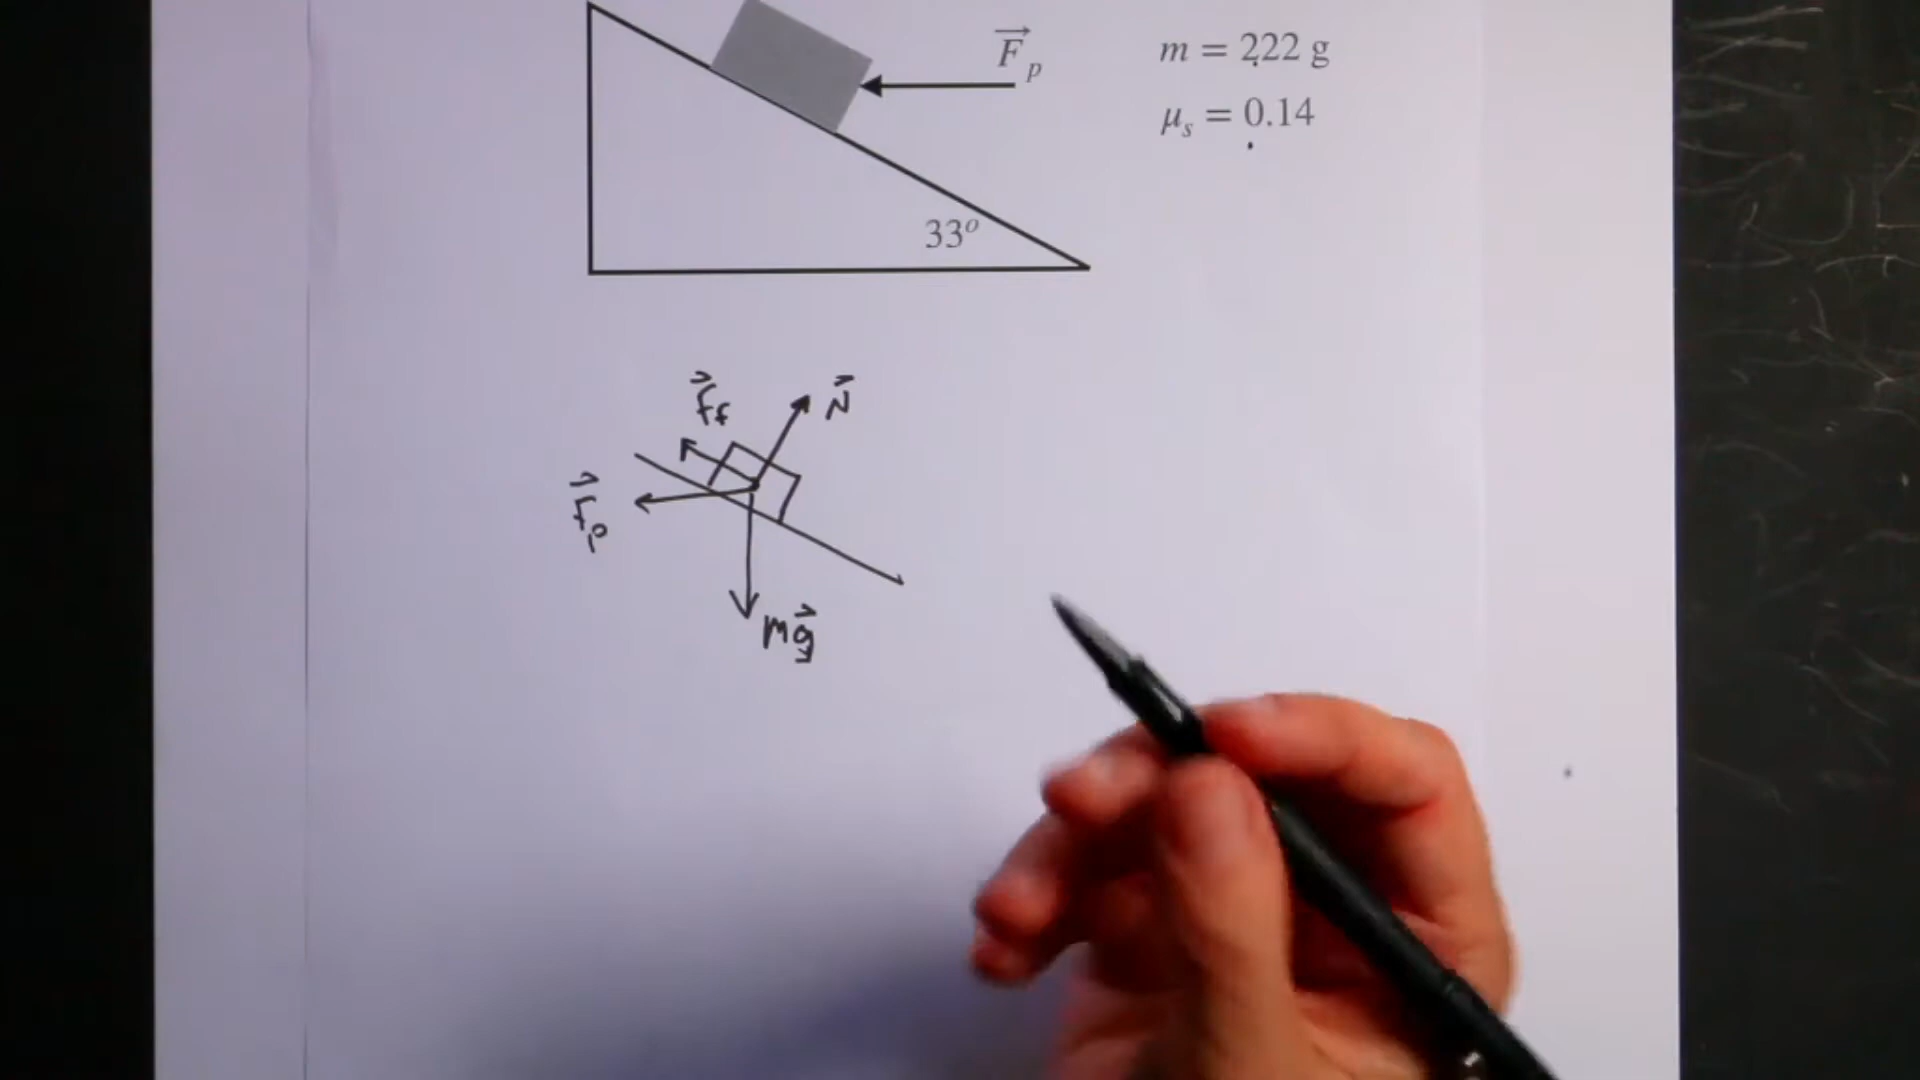 F⃗p
m = 222 g
μs = 0.14
33°
F⃗f
N⃗
F⃗p
mg⃗